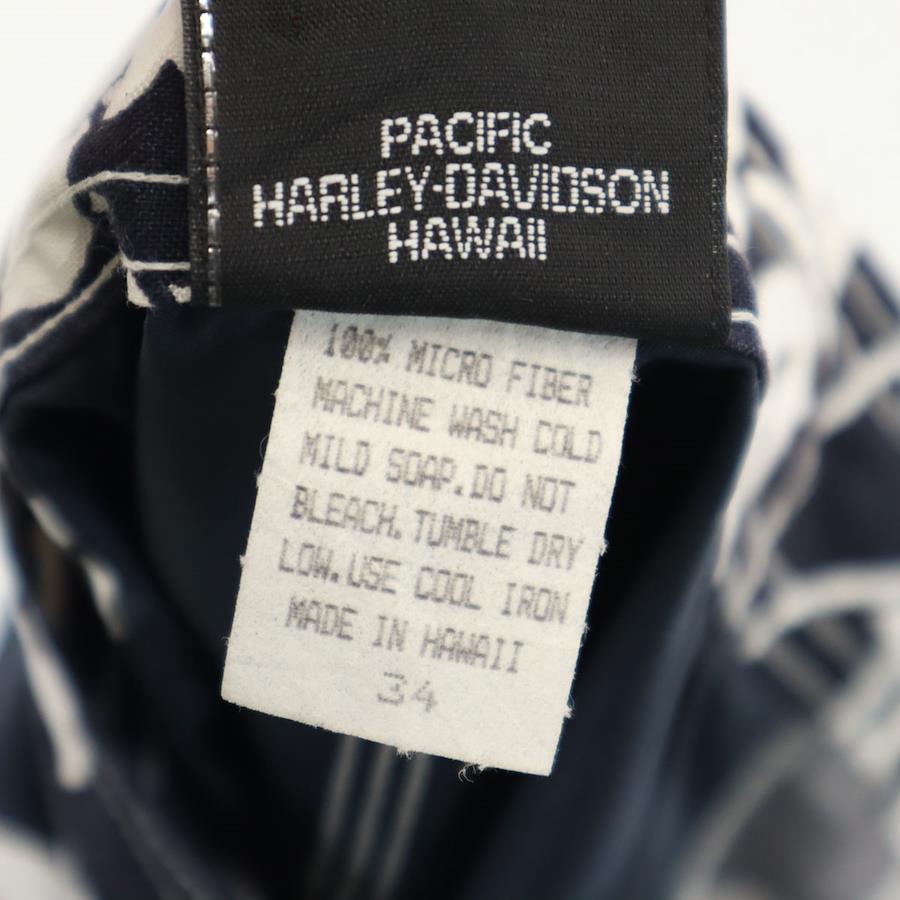 PACIFIC
HARLEY-DAVIDSON
HAWAII
100% MICRO FIBER
MACHINE WASH COLD
MILD SOAP.DO NOT
BLEACH.TUMBLE DRY
LOW.USE COOL IRON
MADE IN HAWAII
34